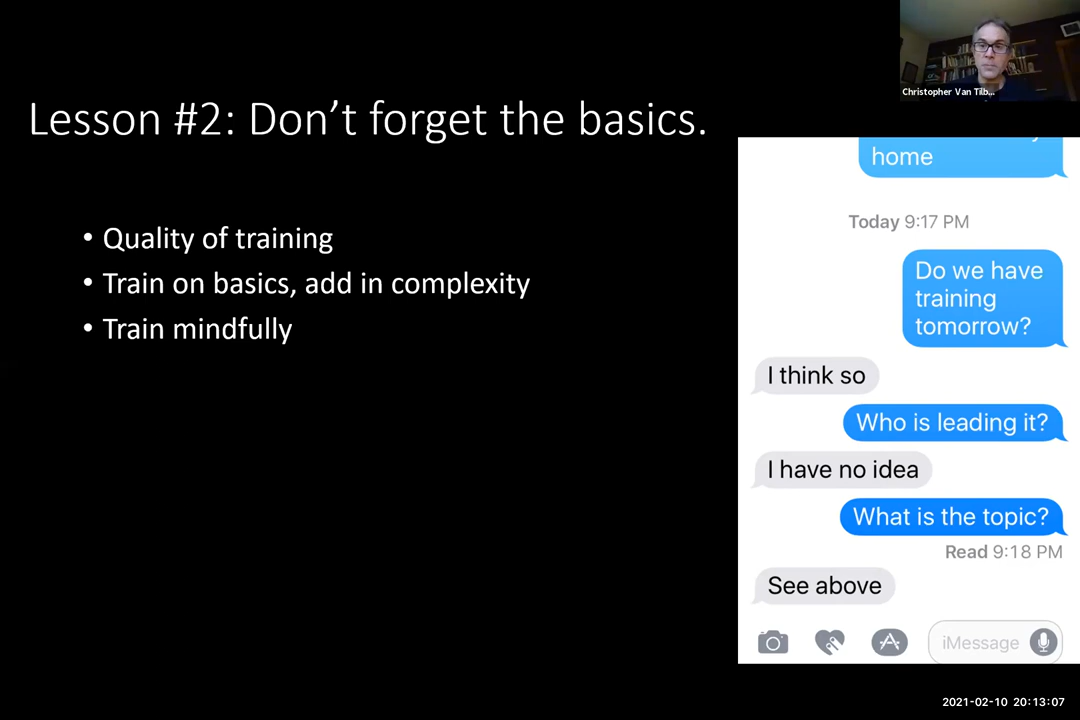 Christopher Van Tilb...
Lesson #2: Don’t forget the basics.
• Quality of training
• Train on basics, add in complexity
• Train mindfully
home
Today 9:17 PM
Do we have
training
tomorrow?
I think so
Who is leading it?
I have no idea
What is the topic?
Read 9:18 PM
See above
iMessage
2021-02-10 20:13:07